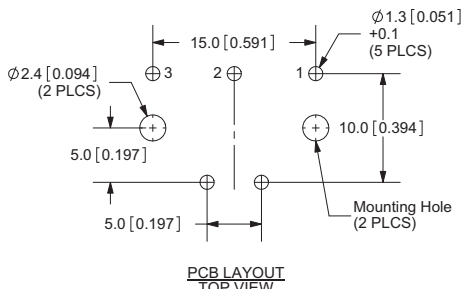 Ø1.3 [0.051]
+0.1
(5 PLCS)
15.0 [0.591]
Ø2.4 [0.094]
(2 PLCS)
3
2
1
10.0 [0.394]
5.0 [0.197]
5.0 [0.197]
Mounting Hole
(2 PLCS)
PCB LAYOUT
TOP VIEW